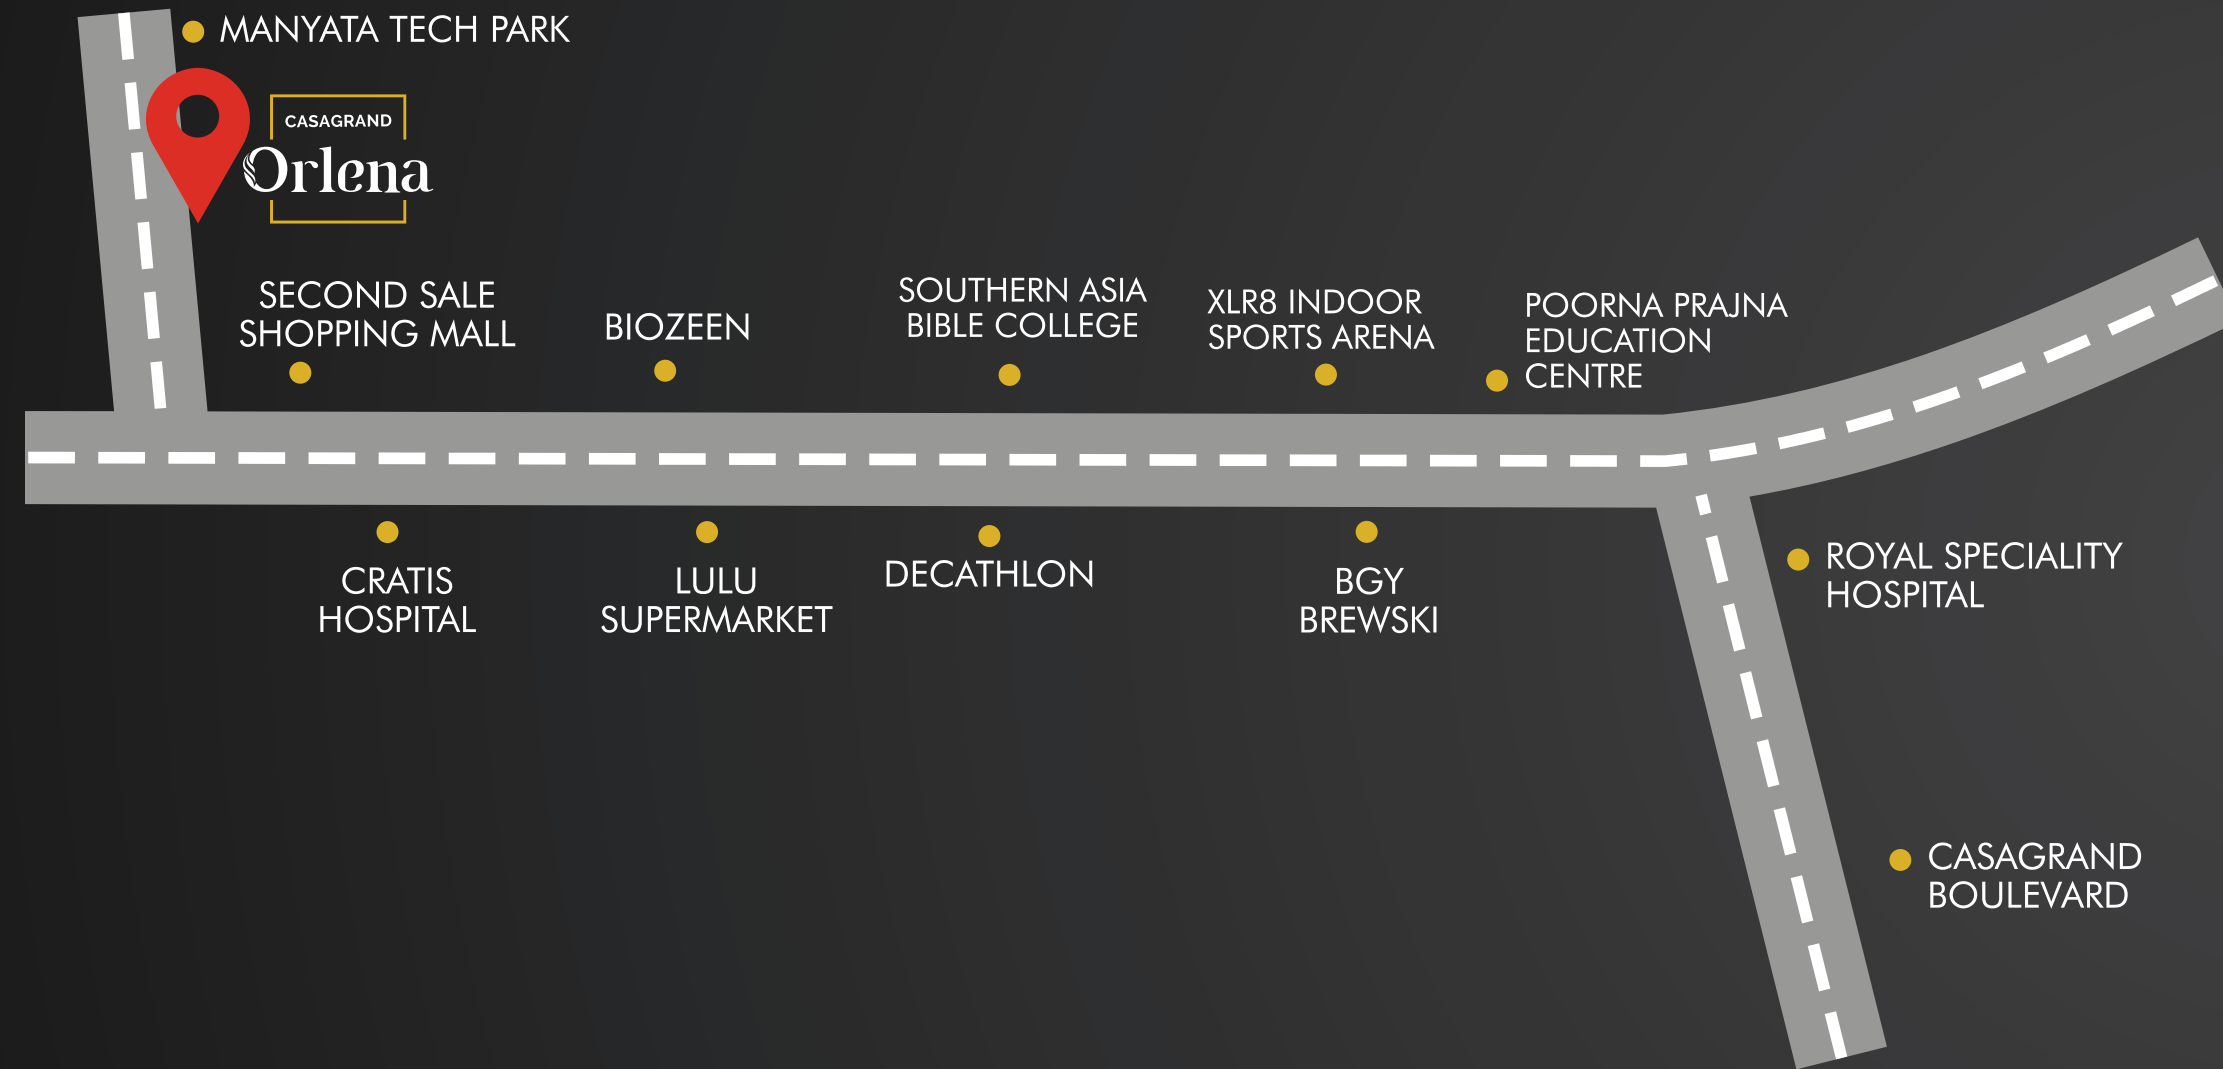 MANYATA TECH PARK
CASAGRAND
Orlena
SECOND SALE
SHOPPING MALL
BIOZEEN
SOUTHERN ASIA
BIBLE COLLEGE
XLR8 INDOOR
SPORTS ARENA
POORNA PRAJNA
EDUCATION
CENTRE
CRATIS
HOSPITAL
LULU
SUPERMARKET
DECATHLON
BGY
BREWSKI
ROYAL SPECIALITY
HOSPITAL
CASAGRAND
BOULEVARD